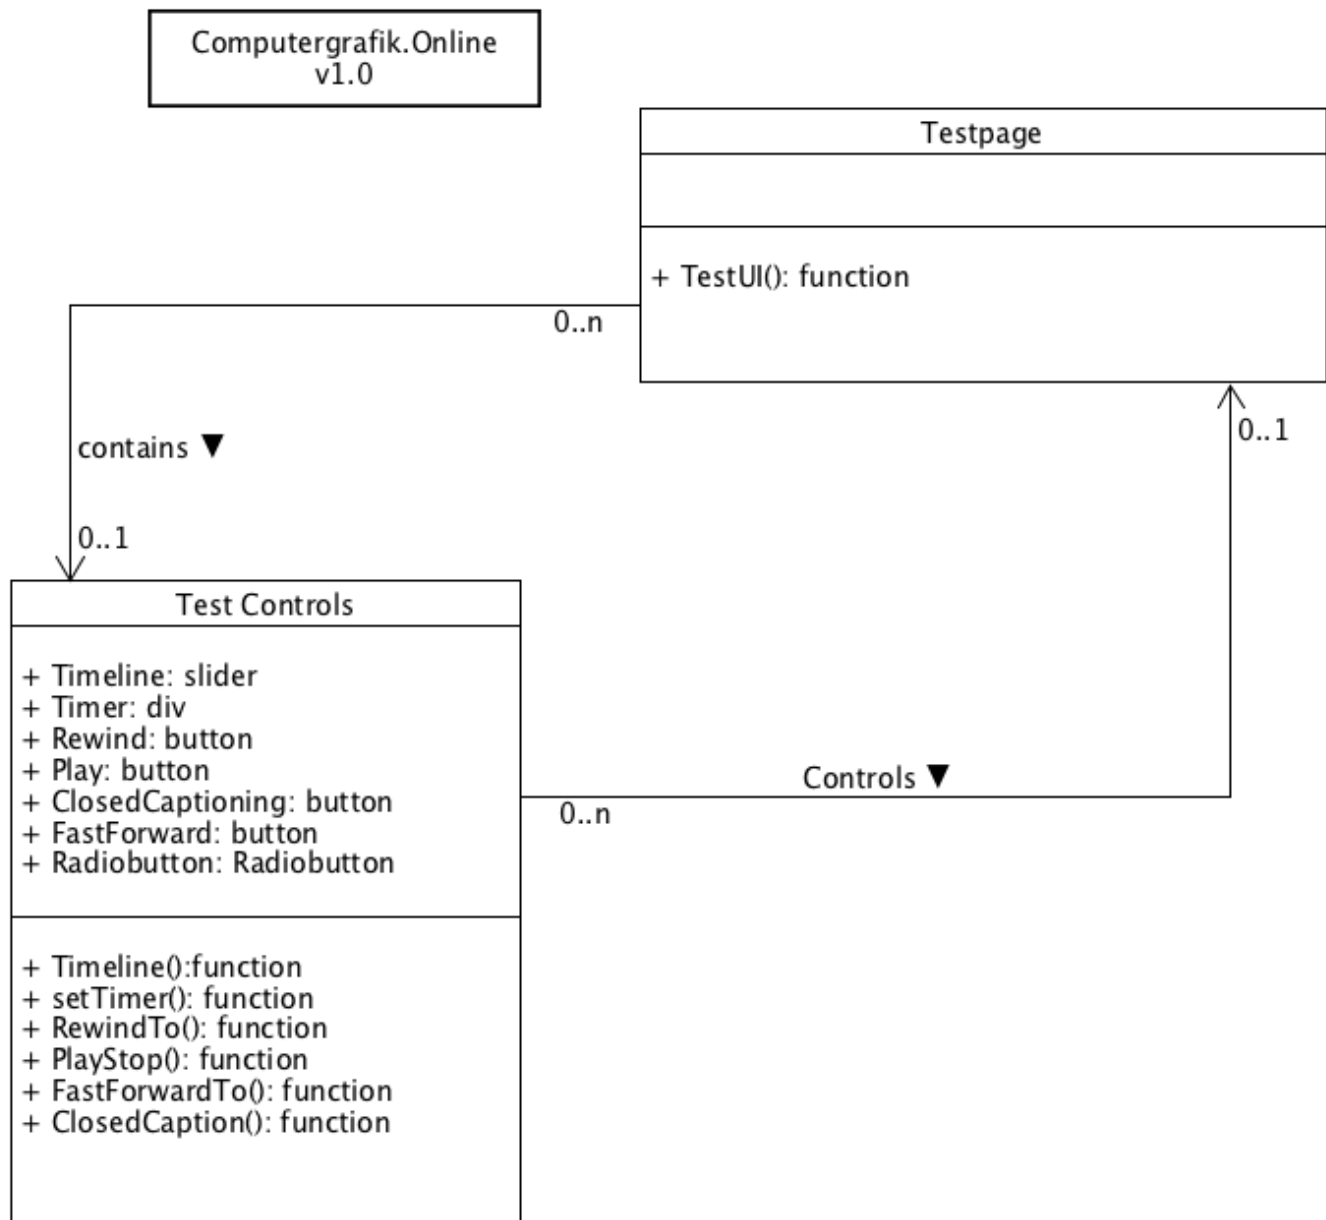 Computergrafik.Online
v1.0
Testpage
+ TestUI(): function
0..n
contains ▼
0..1
0..1
Test Controls
+ Timeline: slider
+ Timer: div
+ Rewind: button
+ Play: button
+ ClosedCaptioning: button
+ FastForward: button
+ Radiobutton: Radiobutton
Controls ▼
0..n
+ Timeline():function
+ setTimer(): function
+ RewindTo(): function
+ PlayStop(): function
+ FastForwardTo(): function
+ ClosedCaption(): function